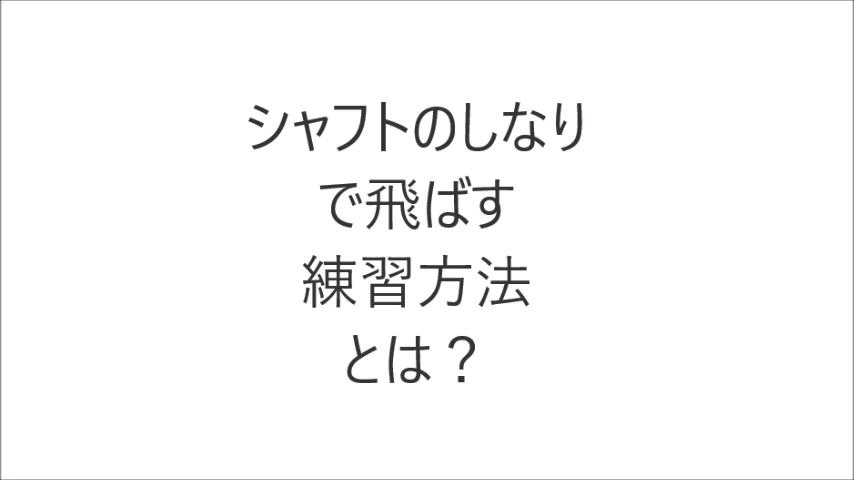 シャフトのしなり
で飛ばす
練習方法
とは？